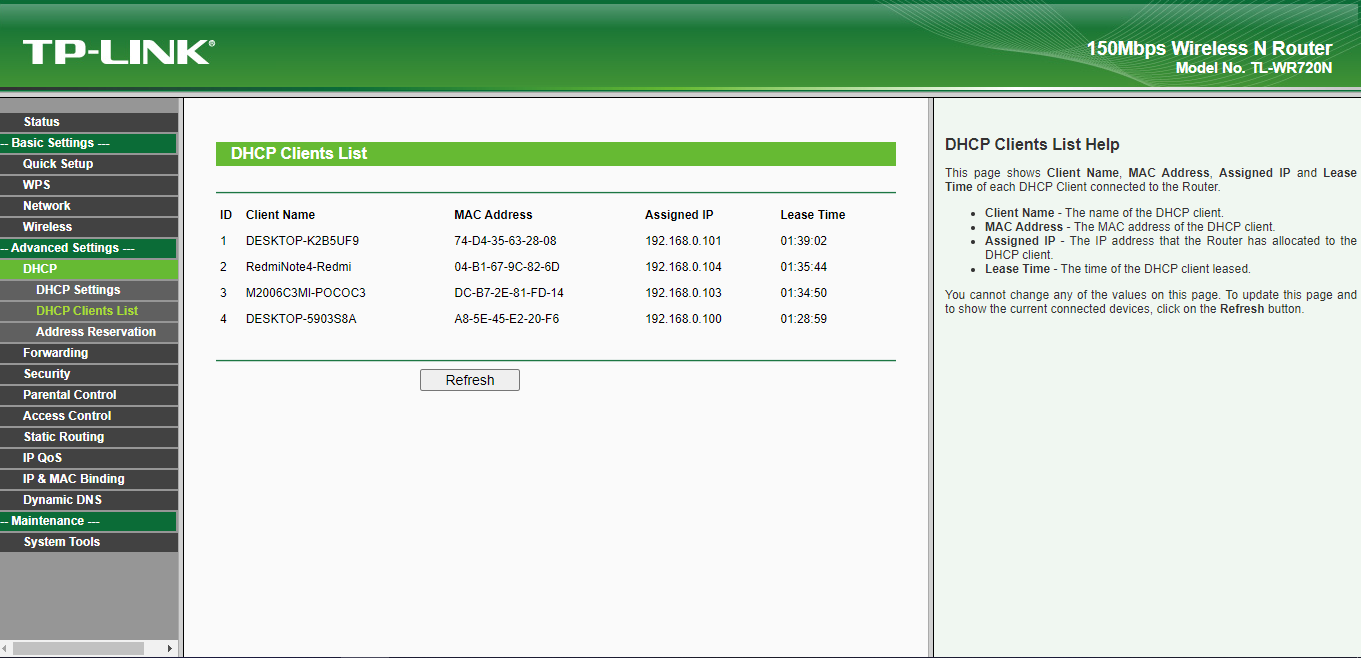 TP-LINK®
150Mbps Wireless N Router
Model No. TL-WR720N
Status
-- Basic Settings ---
Quick Setup
WPS
Network
Wireless
-- Advanced Settings ---
DHCP
DHCP Settings
DHCP Clients List
Address Reservation
Forwarding
Security
Parental Control
Access Control
Static Routing
IP QoS
IP & MAC Binding
Dynamic DNS
-- Maintenance ---
System Tools
DHCP Clients List
ID Client Name MAC Address Assigned IP Lease Time
1 DESKTOP-K2B5UF9 74-D4-35-63-28-08 192.168.0.101 01:39:02
2 RedmiNote4-Redmi 04-B1-67-9C-82-6D 192.168.0.104 01:35:44
3 M2006C3MI-POCOC3 DC-B7-2E-81-FD-14 192.168.0.103 01:34:50
4 DESKTOP-5903S8A A8-5E-45-E2-20-F6 192.168.0.100 01:28:59
Refresh
DHCP Clients List Help
This page shows Client Name, MAC Address, Assigned IP and Lease
Time of each DHCP Client connected to the Router.
• Client Name - The name of the DHCP client.
• MAC Address - The MAC address of the DHCP client.
• Assigned IP - The IP address that the Router has allocated to the
DHCP client.
• Lease Time - The time of the DHCP client leased.
You cannot change any of the values on this page. To update this page and
to show the current connected devices, click on the Refresh button.